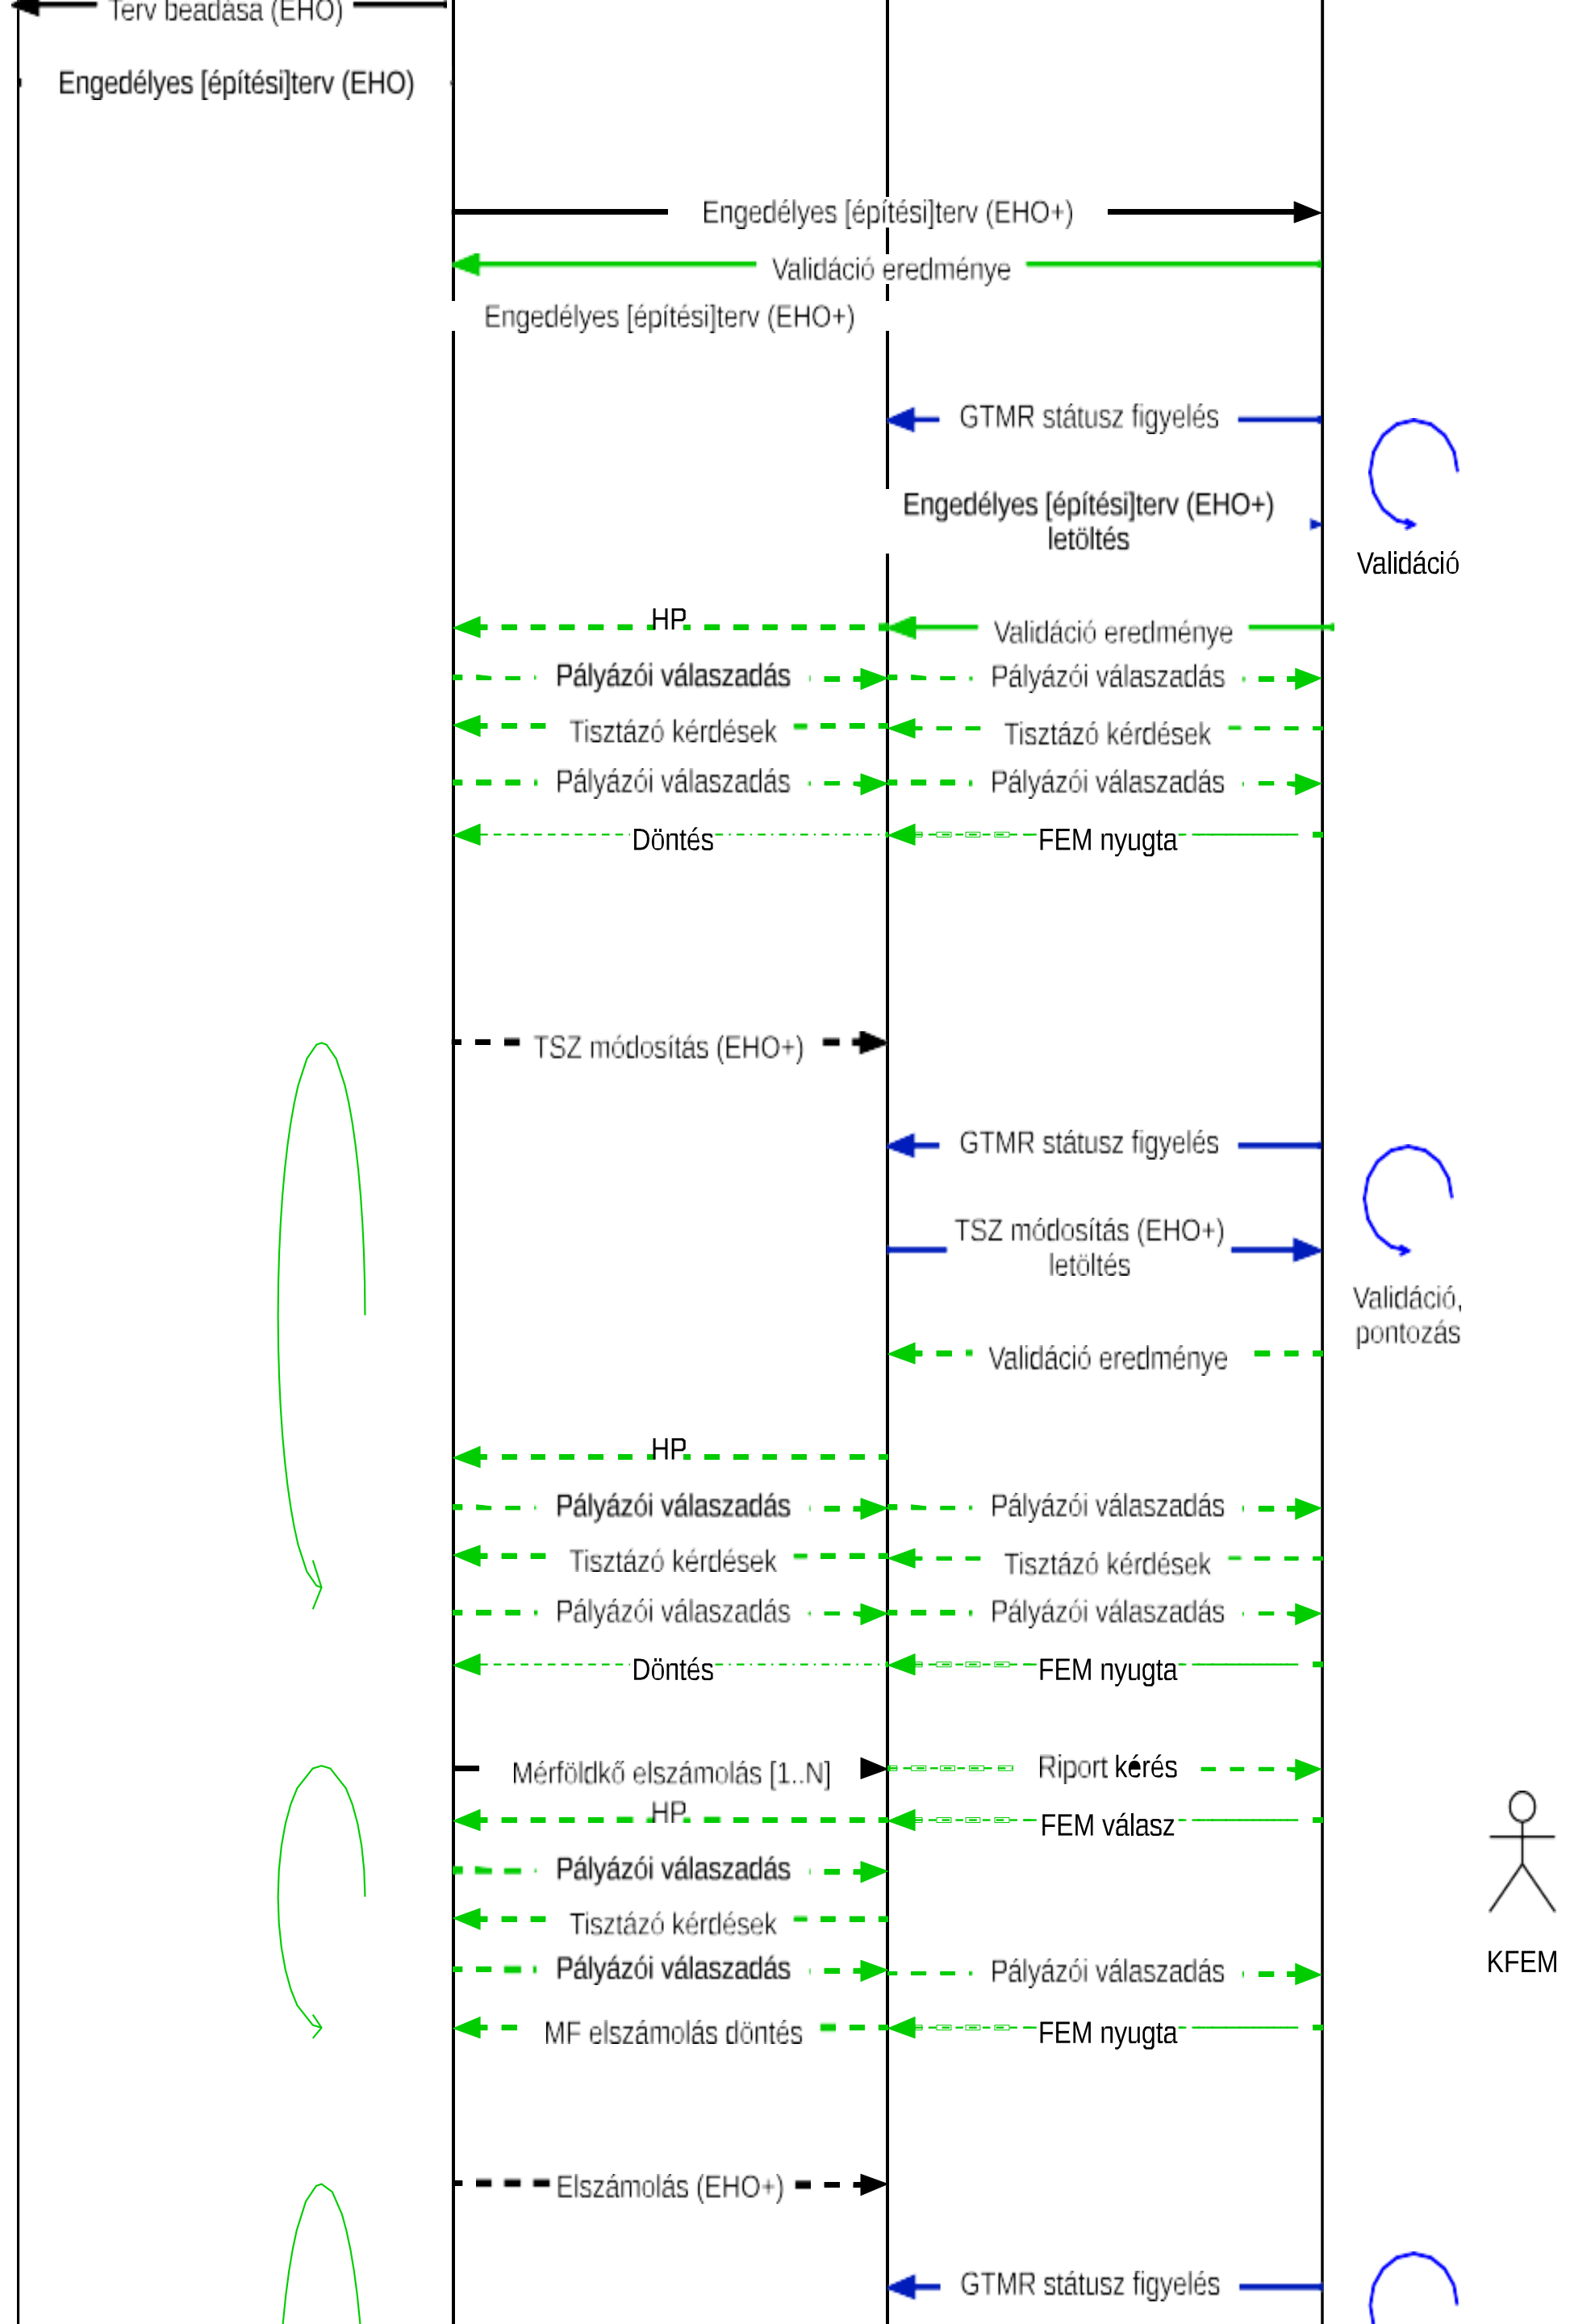 Terv beadása (EHO)
Engedélyes [építési]terv (EHO)
Engedélyes [építési]terv (EHO+)
Validáció eredménye
Engedélyes [építési]terv (EHO+)
GTMR státusz figyelés
Engedélyes [építési]terv (EHO+)
letöltés
Validáció
HP
Validáció eredménye
Pályázói válaszadás
Pályázói válaszadás
Tisztázó kérdések
Tisztázó kérdések
Pályázói válaszadás
Pályázói válaszadás
Döntés
FEM nyugta
TSZ módosítás (EHO+)
GTMR státusz figyelés
TSZ módosítás (EHO+)
letöltés
Validáció,
pontozás
Validáció eredménye
HP
Pályázói válaszadás
Pályázói válaszadás
Tisztázó kérdések
Tisztázó kérdések
Pályázói válaszadás
Pályázói válaszadás
Döntés
FEM nyugta
Mérföldkő elszámolás [1..N]
Riport kérés
HP
FEM válasz
Pályázói válaszadás
Tisztázó kérdések
Pályázói válaszadás
Pályázói válaszadás
KFEM
MF elszámolás döntés
FEM nyugta
Elszámolás (EHO+)
GTMR státusz figyelés